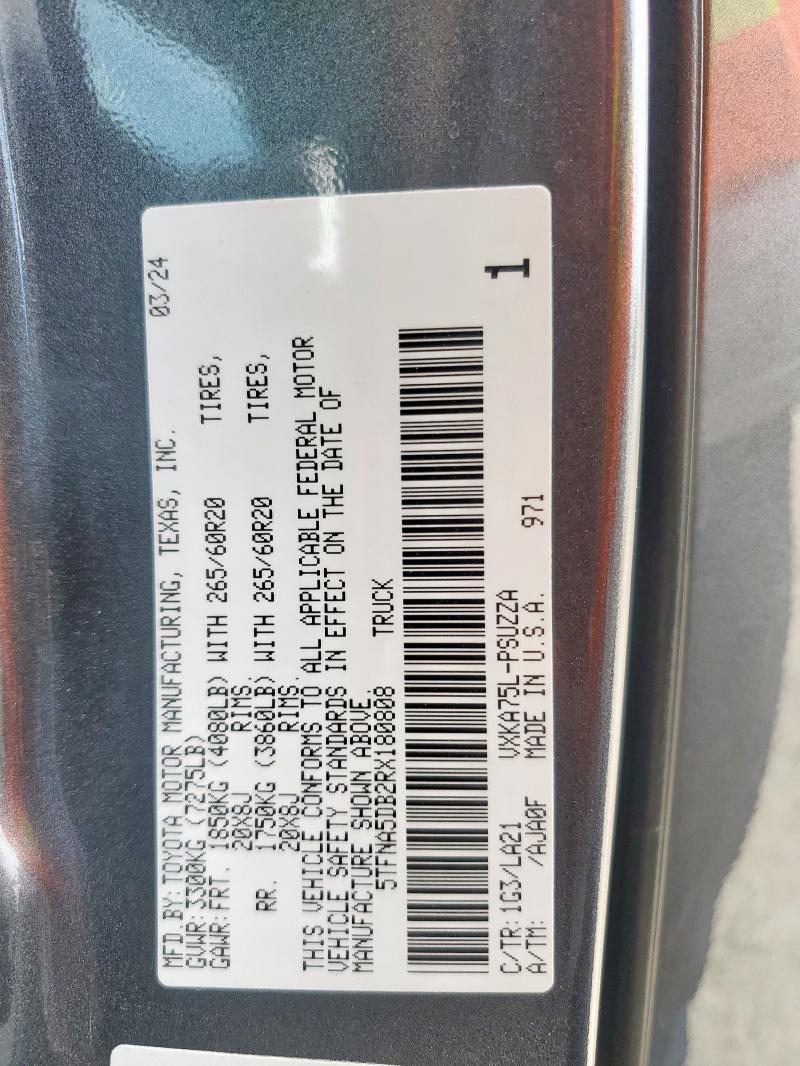 MFD.BY:TOYOTA MOTOR MANUFACTURING, TEXAS, INC. 03/24
GVWR:3300KG (7275LB)
GAWR:FRT. 1850KG (4080LB) WITH 265/60R20 TIRES,
20X8J RIMS.
RR. 1750KG (3860LB) WITH 265/60R20 TIRES,
20X8J RIMS.
THIS VEHICLE CONFORMS TO ALL APPLICABLE FEDERAL MOTOR
VEHICLE SAFETY STANDARDS IN EFFECT ON THE DATE OF
MANUFACTURE SHOWN ABOVE.
5TFNA5DB2RX180808 TRUCK
C/TR:1G3/LA21 VXKA75L-PSUZZA
A/TM: /AJA0F MADE IN U.S.A. 971
1